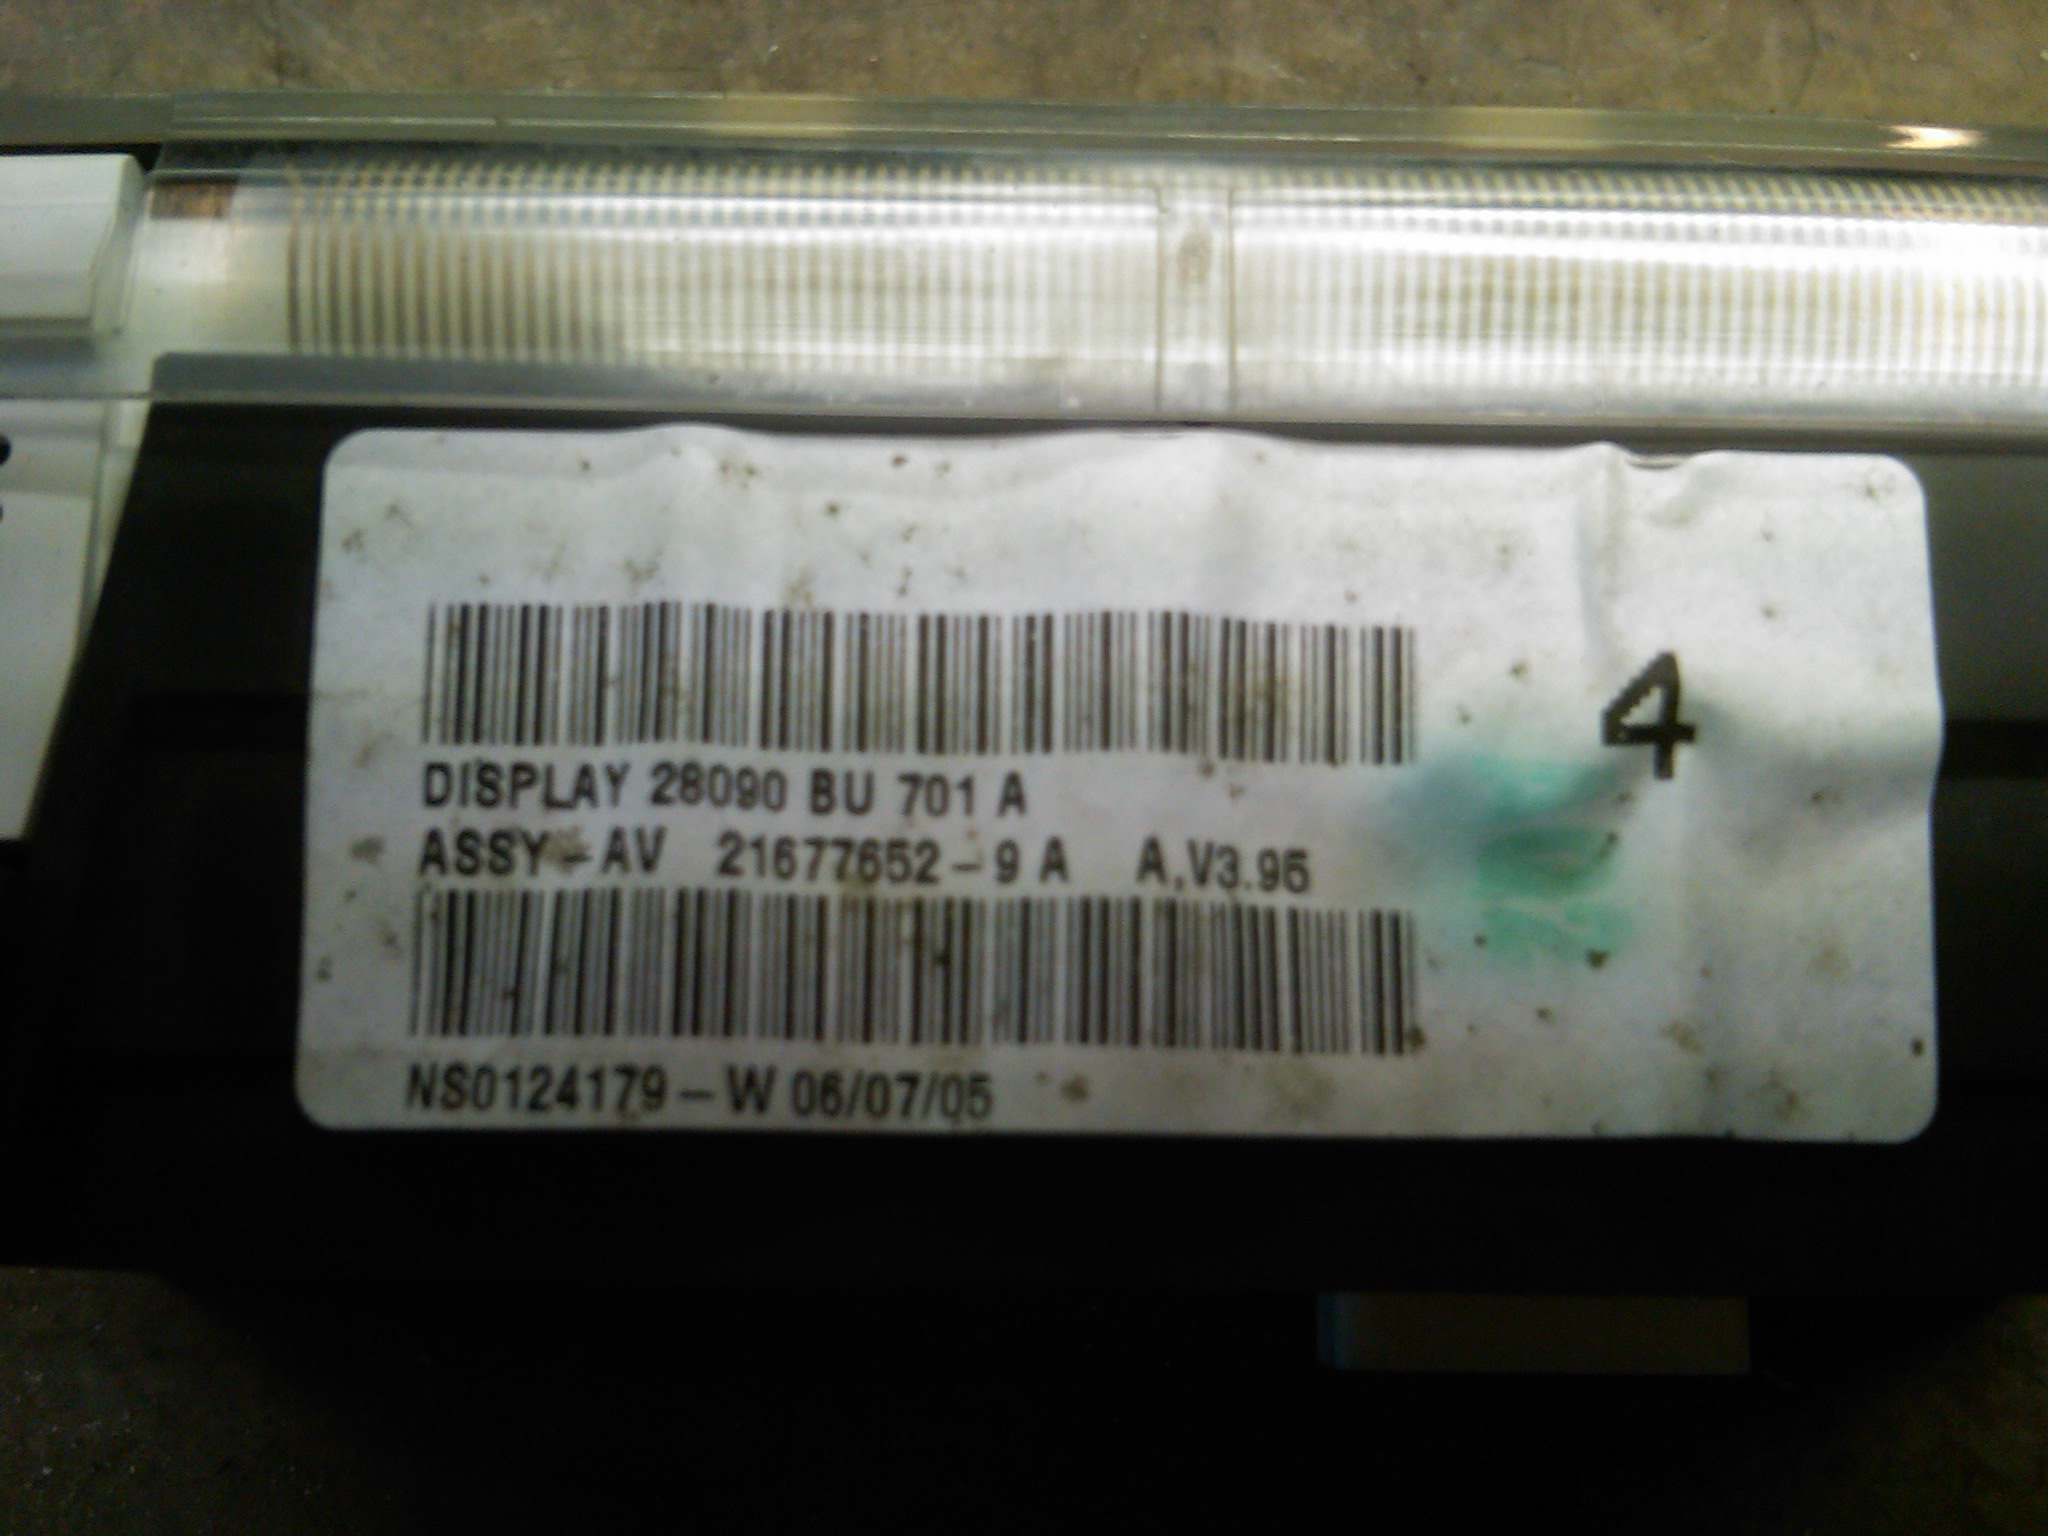 4
DISPLAY 28090 BU 701 A
ASSY-AV 21677652-9 A A.V3.95
NS0124179-W 06/07/05